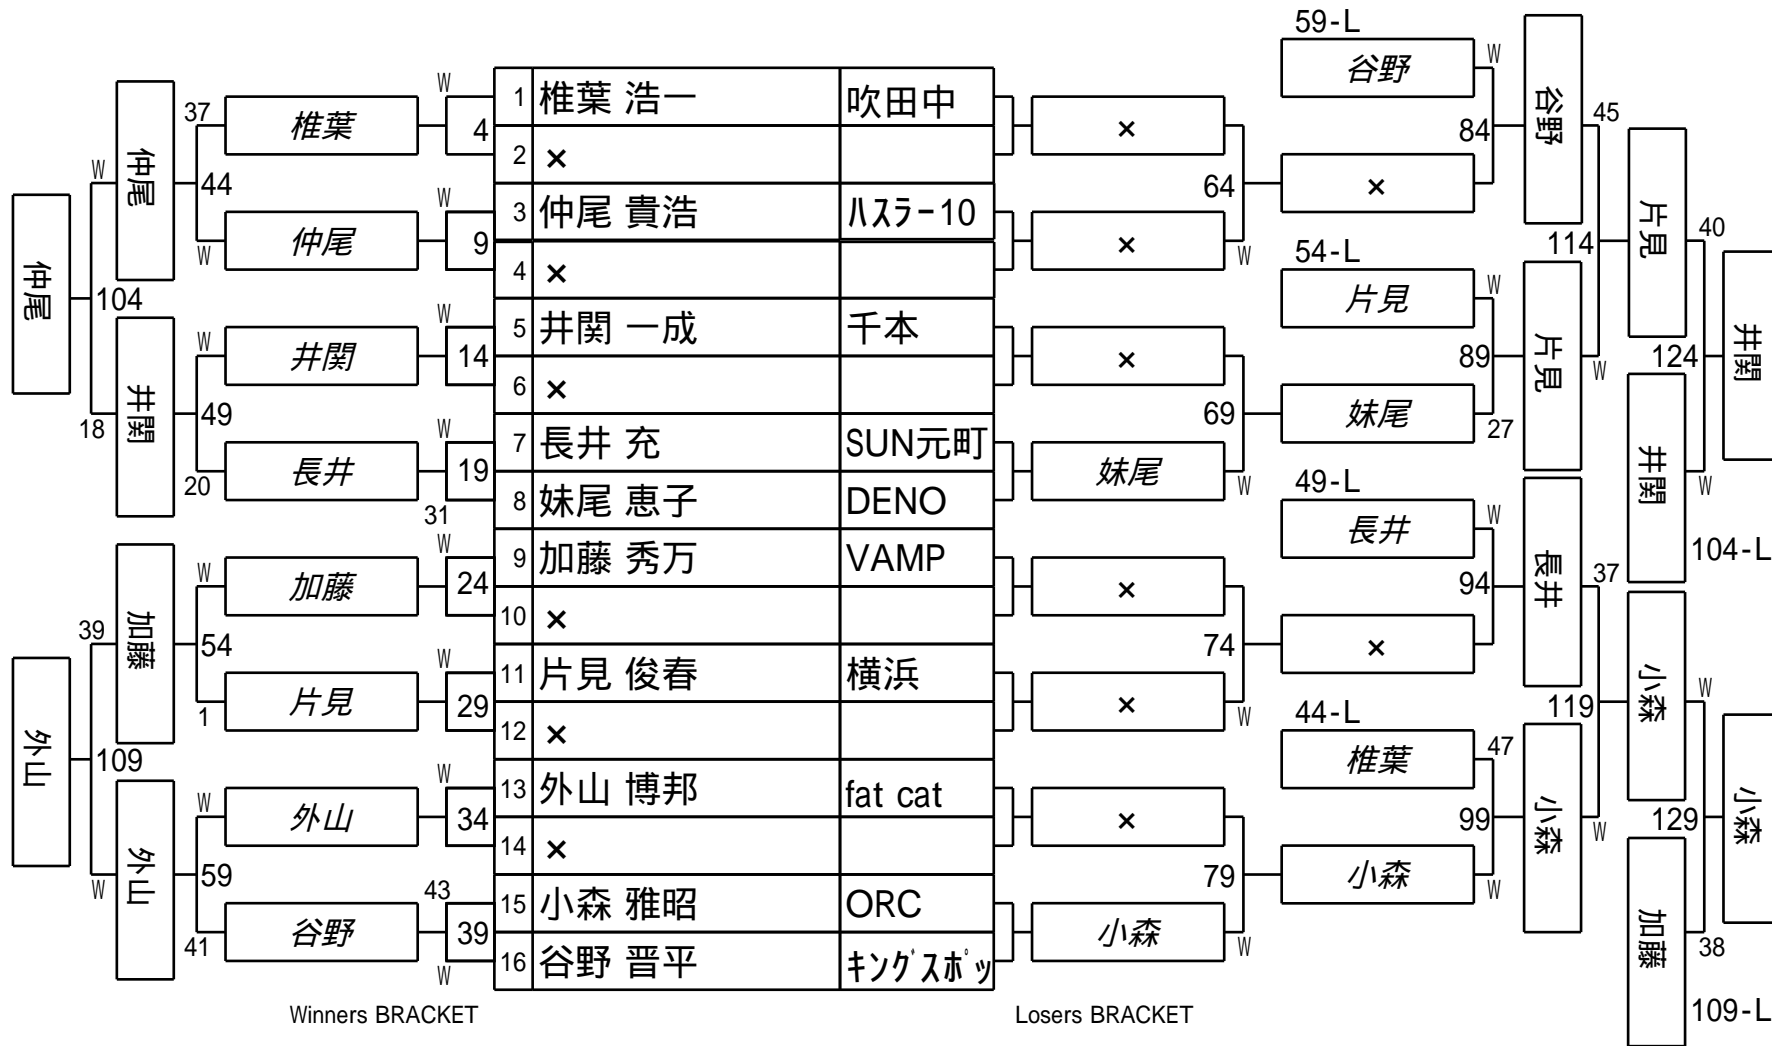 59-L
谷野 W
W 1 椎葉 浩一 吹田中
37 椎葉 4 × 谷野 45
2 × 84
W 仲尾 44 W 64 × 片見
3 仲尾 貴浩 ハスラー10
W 仲尾 9 × W 54-L 114 40
4 ×
仲尾 104 W 片見 W 井関
W 井関 14 5 井関 一成 千本 × 89 片見 W 124
6 ×
18 井関 49 W 69 妹尾 27 井関 W
7 長井 充 SUN元町
20 長井 19 妹尾 W 49-L
31 8 妹尾 恵子 DENO
W 9 加藤 秀万 VAMP 長井 W 104-L
W 加藤 24 × 94 長井 37
10 ×
39 加藤 54 W 74 × 小森 W
11 片見 俊春 横浜
1 片見 29 × W 44-L 119
12 ×
外山 109 W 椎葉 47 小森
W 外山 34 13 外山 博邦 fat cat × 99 小森 W 129
14 ×
W 外山 59 43 79 小森 W 加藤 38
15 小森 雅昭 ORC
41 谷野 39 小森 W
W 16 谷野 晋平 キングスポッ
109-L
Winners BRACKET Losers BRACKET